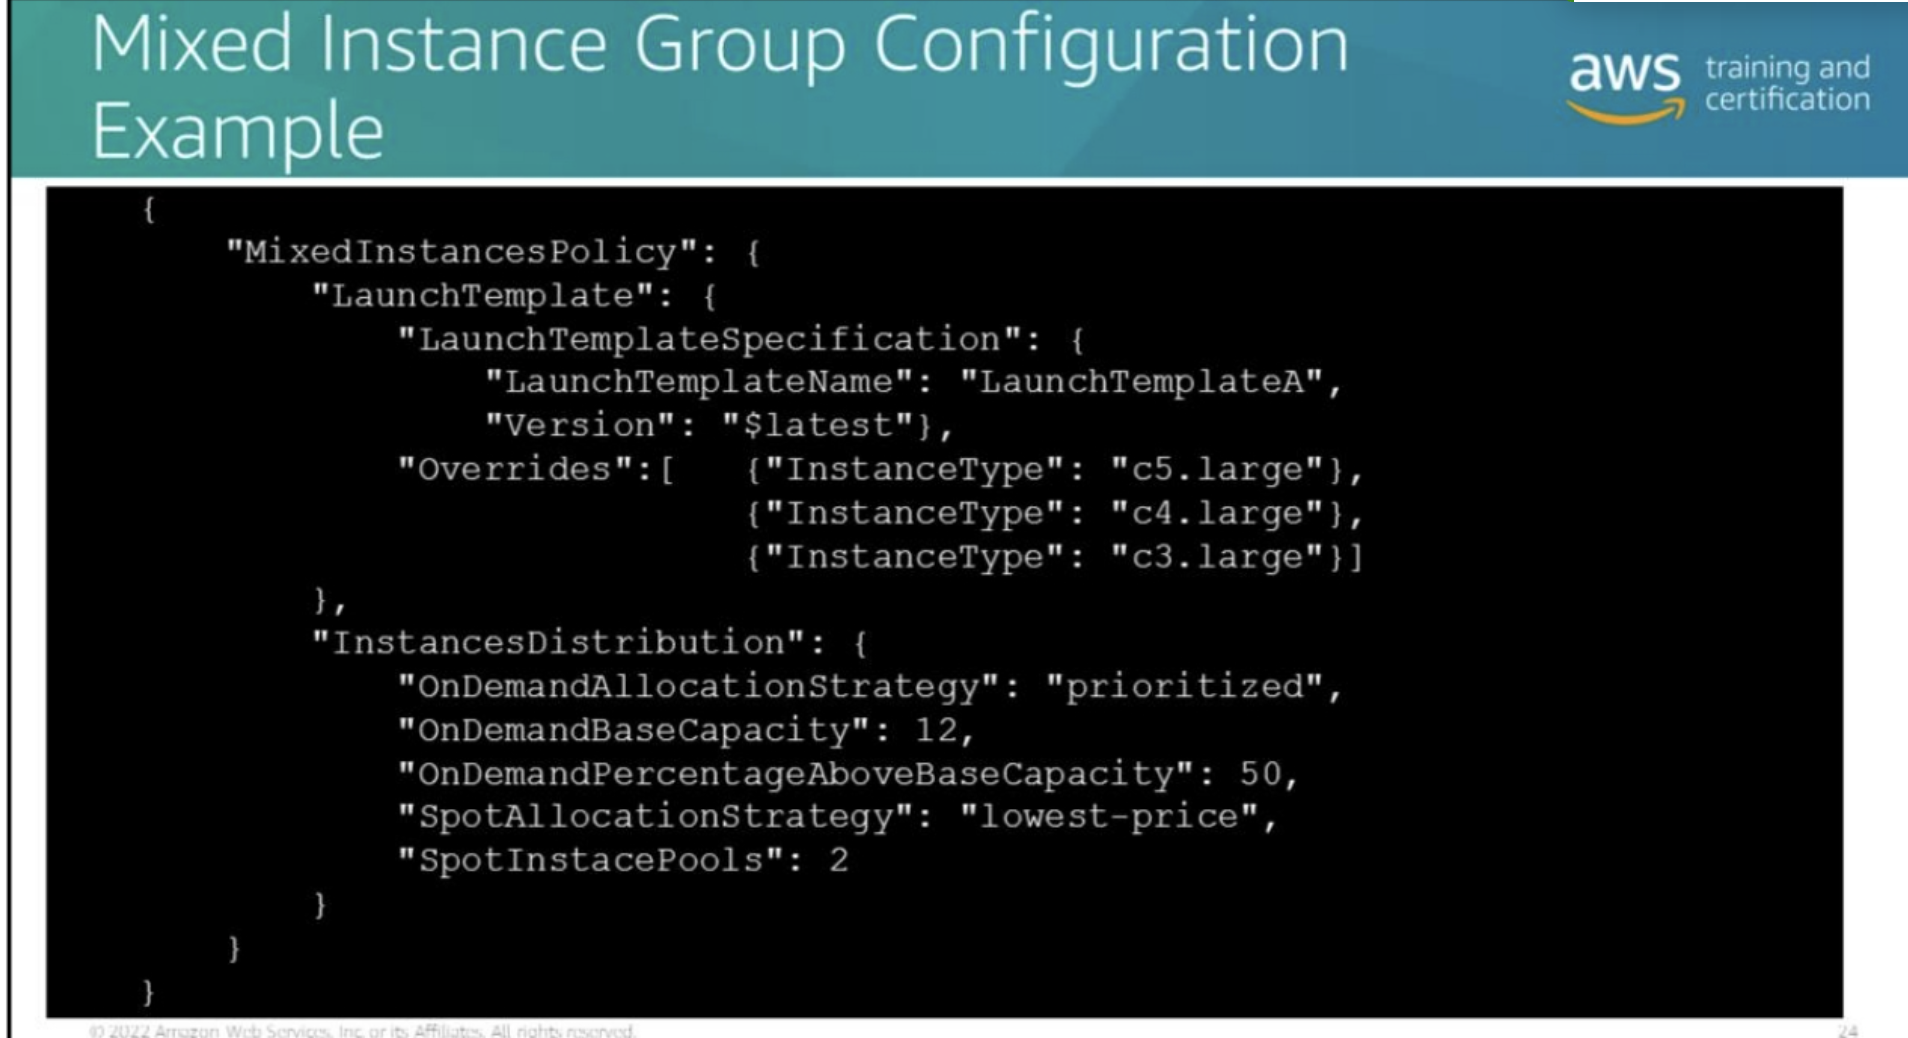 Mixed Instance Group Configuration
Example
aws training and
certification
{
"MixedInstancesPolicy": {
"LaunchTemplate": {
"LaunchTemplateSpecification": {
"LaunchTemplateName": "LaunchTemplateA",
"Version": "$latest"},
"Overrides":[ {"InstanceType": "c5.large"},
{"InstanceType": "c4.large"},
{"InstanceType": "c3.large"}]
},
"InstancesDistribution": {
"OnDemandAllocationStrategy": "prioritized",
"OnDemandBaseCapacity": 12,
"OnDemandPercentageAboveBaseCapacity": 50,
"SpotAllocationStrategy": "lowest-price",
"SpotInstacePools": 2
}
}
}
© 2022 Amazon Web Services, Inc. or its Affiliates. All rights reserved.
24